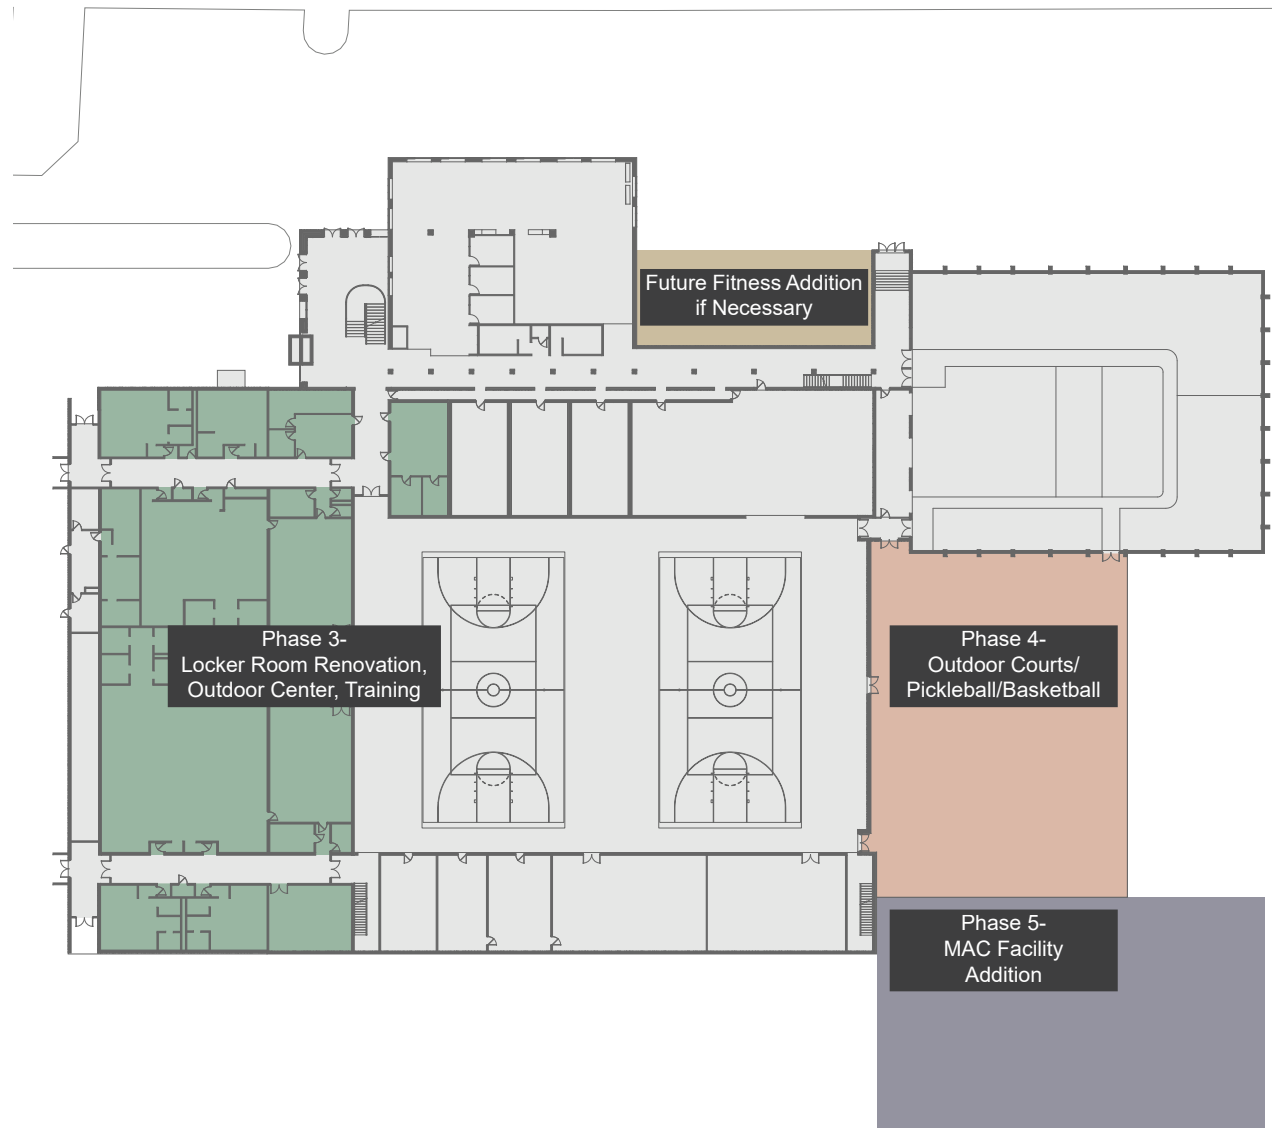 Future Fitness Addition
if Necessary
Phase 3-
Locker Room Renovation,
Outdoor Center, Training
Phase 4-
Outdoor Courts/
Pickleball/Basketball
Phase 5-
MAC Facility
Addition